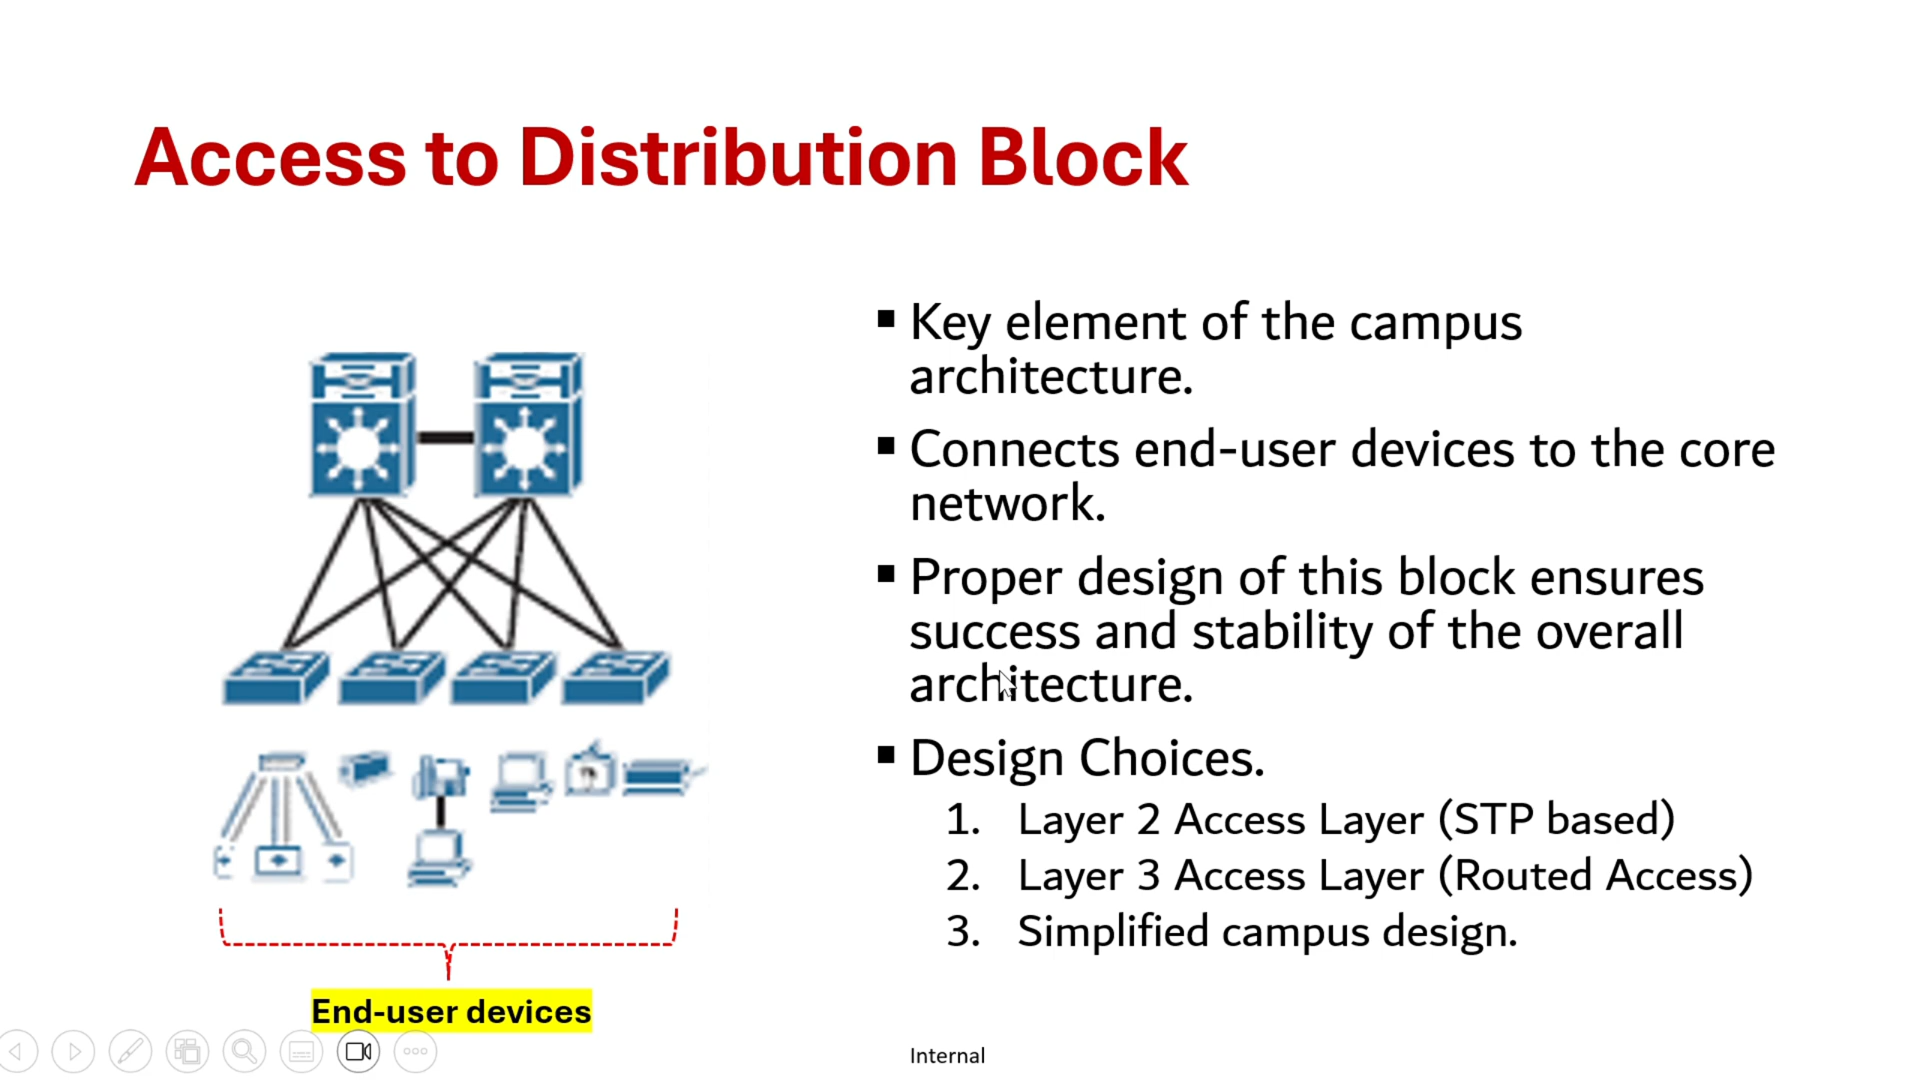 Access to Distribution Block
▪ Key element of the campus
architecture.
▪ Connects end-user devices to the core
network.
▪ Proper design of this block ensures
success and stability of the overall
architecture.
▪ Design Choices.
1. Layer 2 Access Layer (STP based)
2. Layer 3 Access Layer (Routed Access)
3. Simplified campus design.
End-user devices
Internal